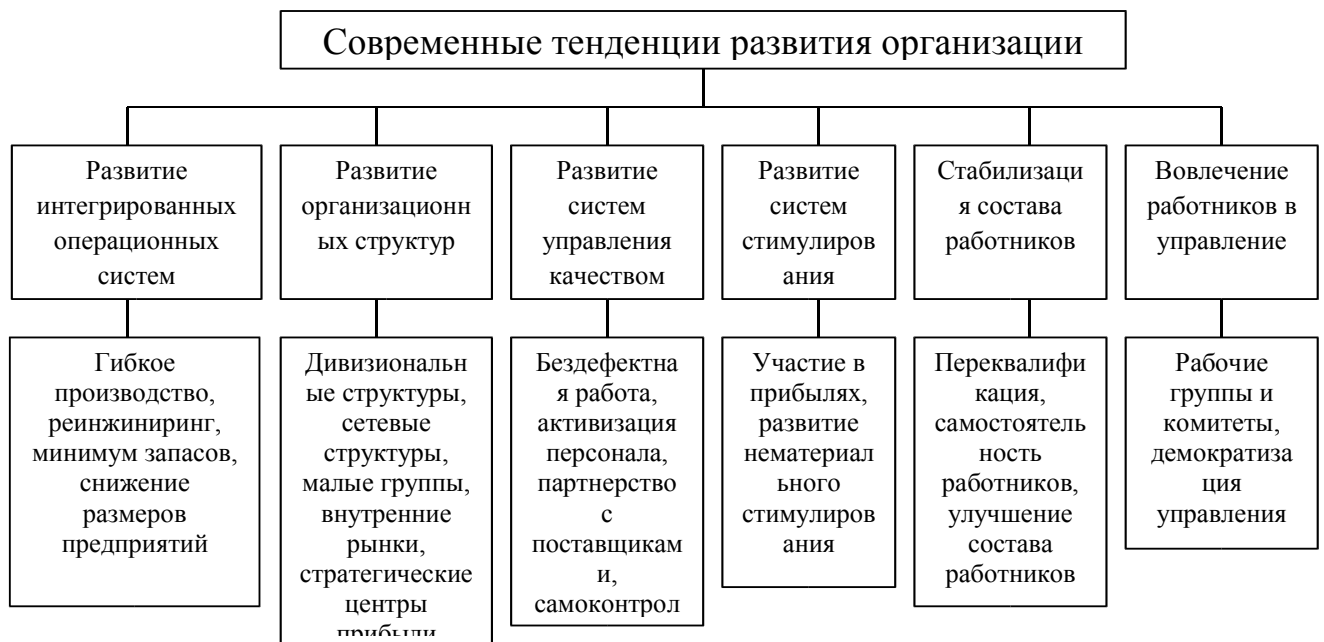 Современные тенденции развития организации
Развитие
интегрированных
операционных
систем
Развитие
организационн
ых структур
Развитие
систем
управления
качеством
Развитие
систем
стимулиров
ания
Стабилизаци
я состава
работников
Вовлечение
работников в
управление
Гибкое
производство,
реинжиниринг,
минимум запасов,
снижение
размеров
предприятий
Дивизиональн
ые структуры,
сетевые
структуры,
малые группы,
внутренние
рынки,
стратегические
центры
прибыли
Бездефектна
я работа,
активизация
персонала,
партнерство
с
поставщикам
и,
самоконтрол
Участие в
прибылях,
развитие
нематериал
ьного
стимулиров
ания
Переквалифи
кация,
самостоятель
ность
работников,
улучшение
состава
работников
Рабочие
группы и
комитеты,
демократиза
ция
управления